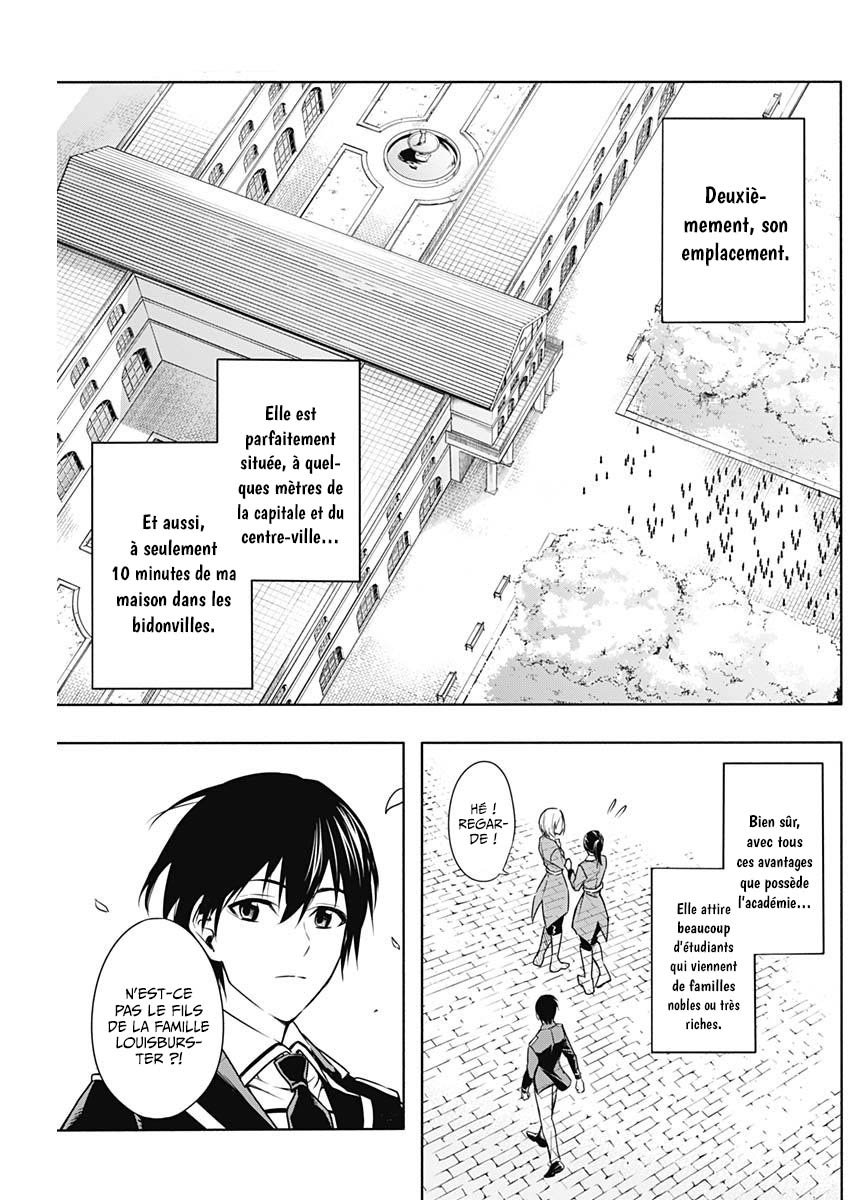 Deuxiè-
mement, son
emplacement.
Elle est
parfaitement
située, à quel-
ques mètres de
la capitale et du
centre-ville...
Et aussi,
à seulement
10 minutes de ma
maison dans les
bidonvilles.
Bien sûr,
avec tous
ces avantages
que possède
l'académie...
Elle attire
beaucoup
d'étudiants
qui viennent
de familles
nobles ou très
riches.
HÉ !
REGAR-
DE !
N'EST-CE
PAS LE FILS
DE LA FAMILLE
LOUISBURS-
TER ?!